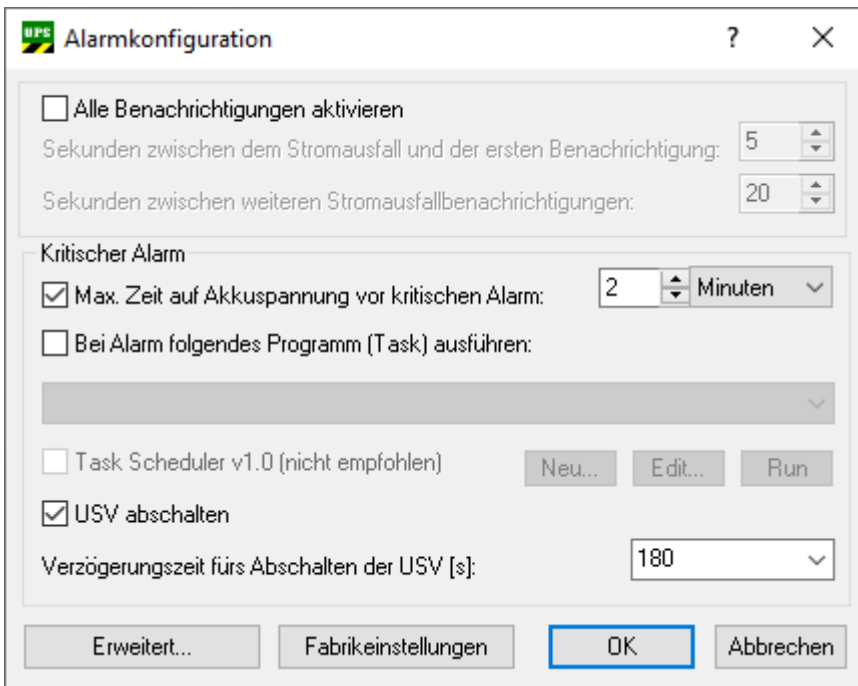 UPS Alarmkonfiguration ?
Alle Benachrichtigungen aktivieren
Sekunden zwischen dem Stromausfall und der ersten Benachrichtigung: 5
Sekunden zwischen weiteren Stromausfallbenachrichtigungen: 20
Kritischer Alarm
Max. Zeit auf Akkuspannung vor kritischen Alarm: 2 Minuten
Bei Alarm folgendes Programm (Task) ausführen:
Task Scheduler v1.0 (nicht empfohlen) Neu... Edit... Run
USV abschalten
Verzögerungszeit fürs Abschalten der USV [s]: 180
Erweitert... Fabrikeinstellungen OK Abbrechen